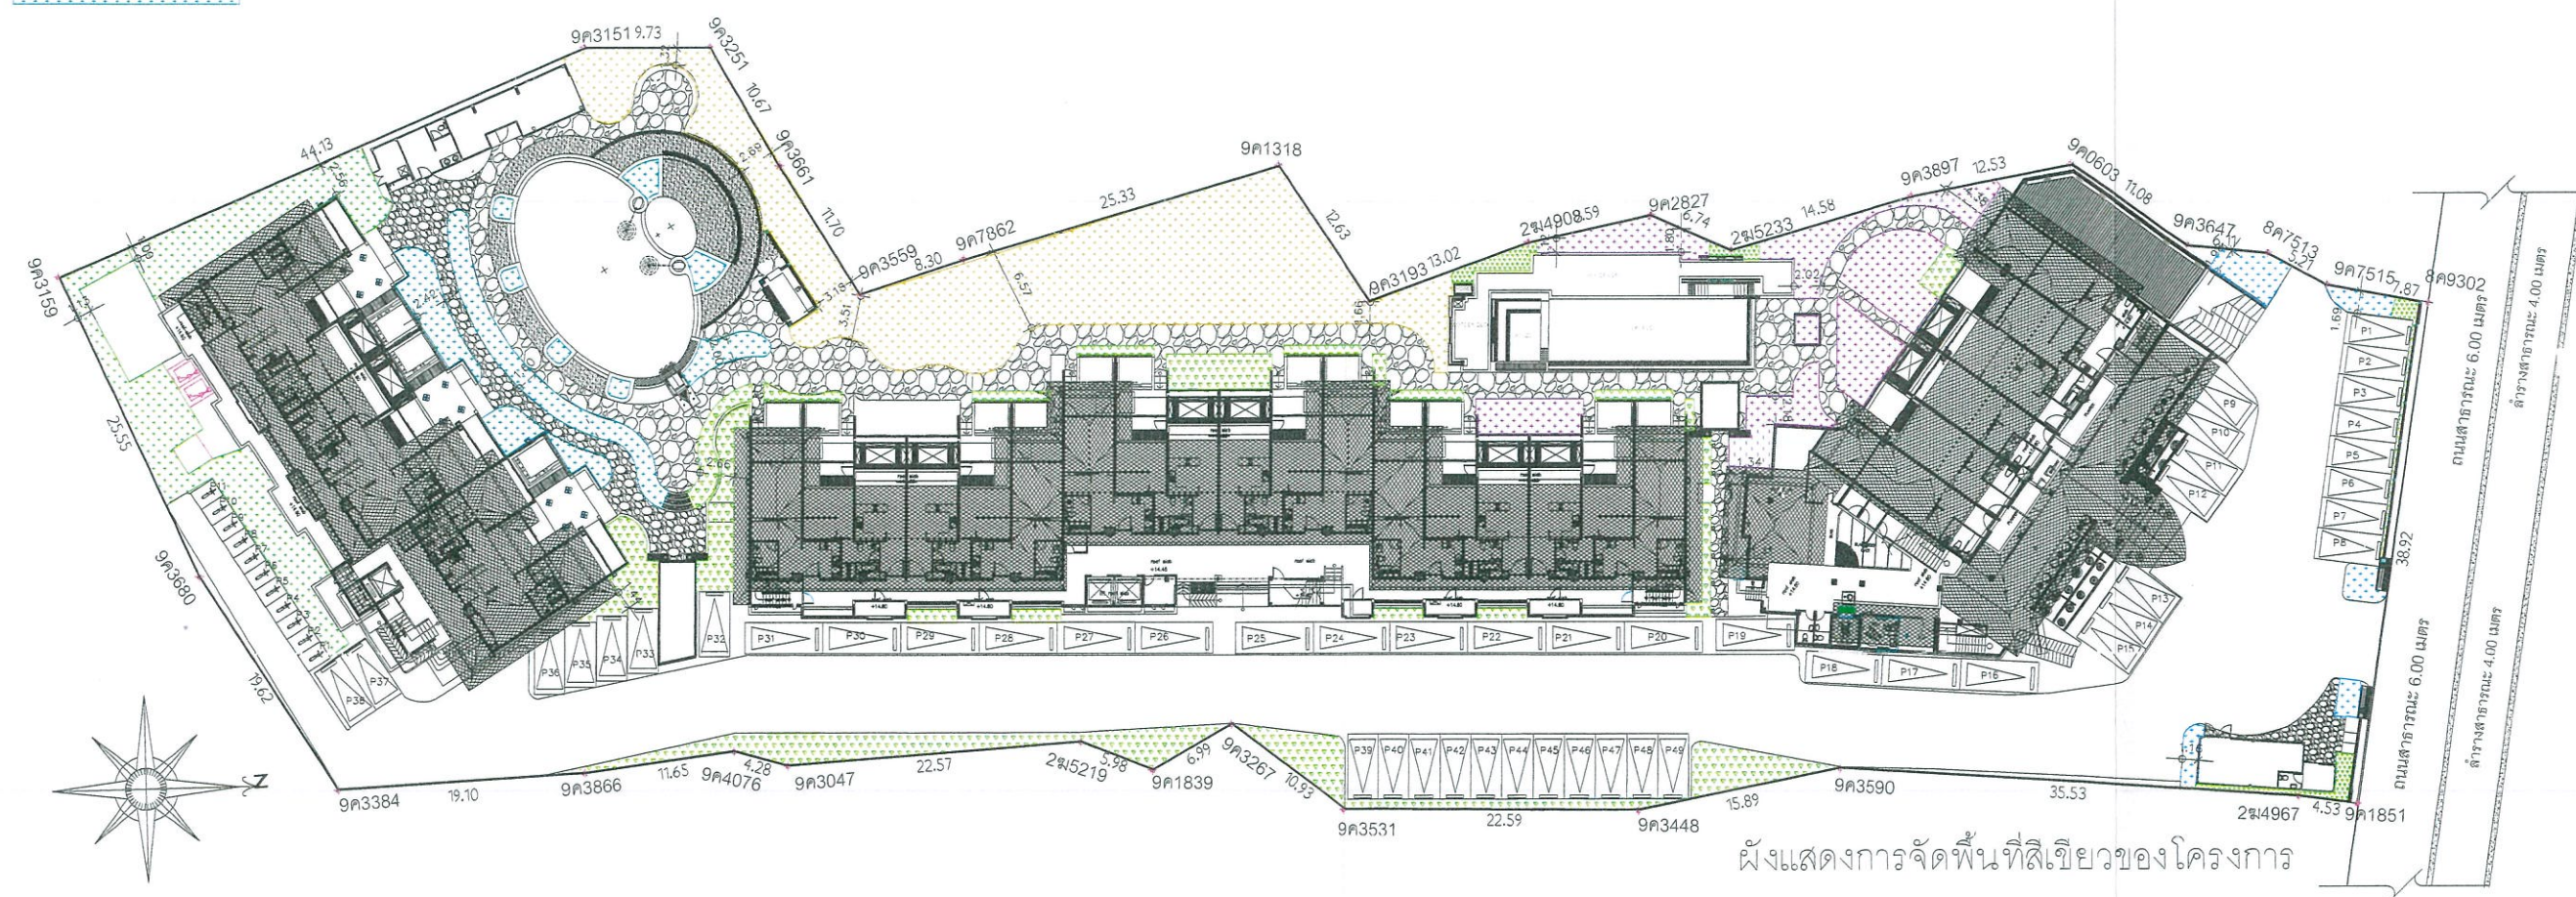 9ค3151
9.73
9ค3251
10.67
9ค3661
11.70
44.13
2.56
2.69
9ค3159
25.55
9ค3680
19.62
9ค3559
8.30
9ค7862
25.33
9ค1318
12.63
9ค3193
13.02
2ฆ4908
9ค2827
6.74
2ฆ5233
14.58
9ค3897
12.53
9ค0603
11.08
9ค3647
8ค7513
5.27
9ค7515
7.87
8ค9302
3.18
3.51
6.57
2.42
1.80
2.02
1.69
P1
P2
P3
P4
P5
P6
P7
P8
P9
P10
P11
P12
P13
P14
P15
P16
P17
P18
P19
P20
P21
P22
P23
P24
P25
P26
P27
P28
P29
P30
P31
P32
P33
P34
P35
P36
P37
P38
38.92
ถนนสาธารณะ 6.00 เมตร
ลำรางสาธารณะ 4.00 เมตร
ถนนสาธารณะ 6.00 เมตร
ลำรางสาธารณะ 4.00 เมตร
P39
P40
P41
P42
P43
P44
P45
P46
P47
P48
P49
9ค3384
19.10
9ค3866
11.65
9ค4076
4.28
9ค3047
22.57
2ฆ5219
5.98
9ค1839
6.99
9ค3267
10.93
9ค3531
22.59
9ค3448
15.89
9ค3590
35.53
2ฆ4967
4.53
9ค1851
ผังแสดงการจัดพื้นที่สีเขียวของโครงการ